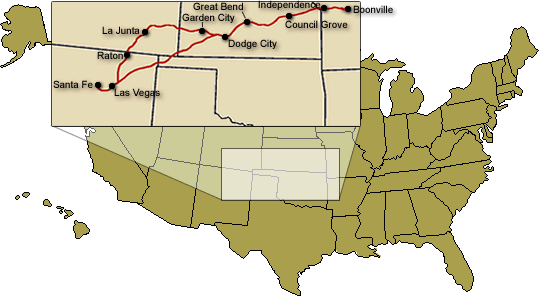 Great Bend
Independence
Boonville
Garden City
Council Grove
La Junta
Dodge City
Raton
Santa Fe
Las Vegas